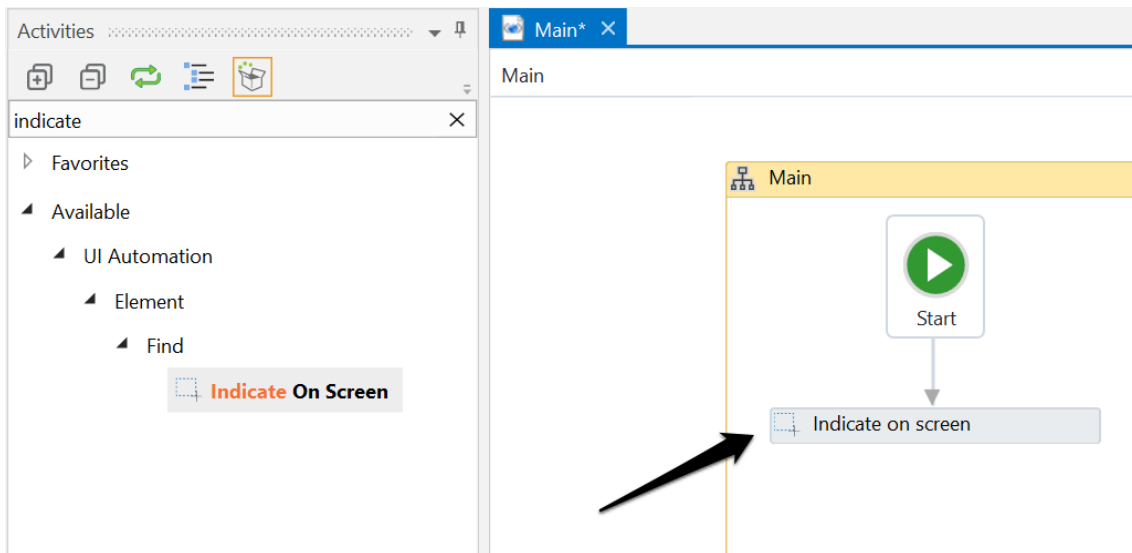 Activities
indicate
Favorites
Available
UI Automation
Element
Find
Indicate On Screen
Main*
Main
Main
Start
Indicate on screen